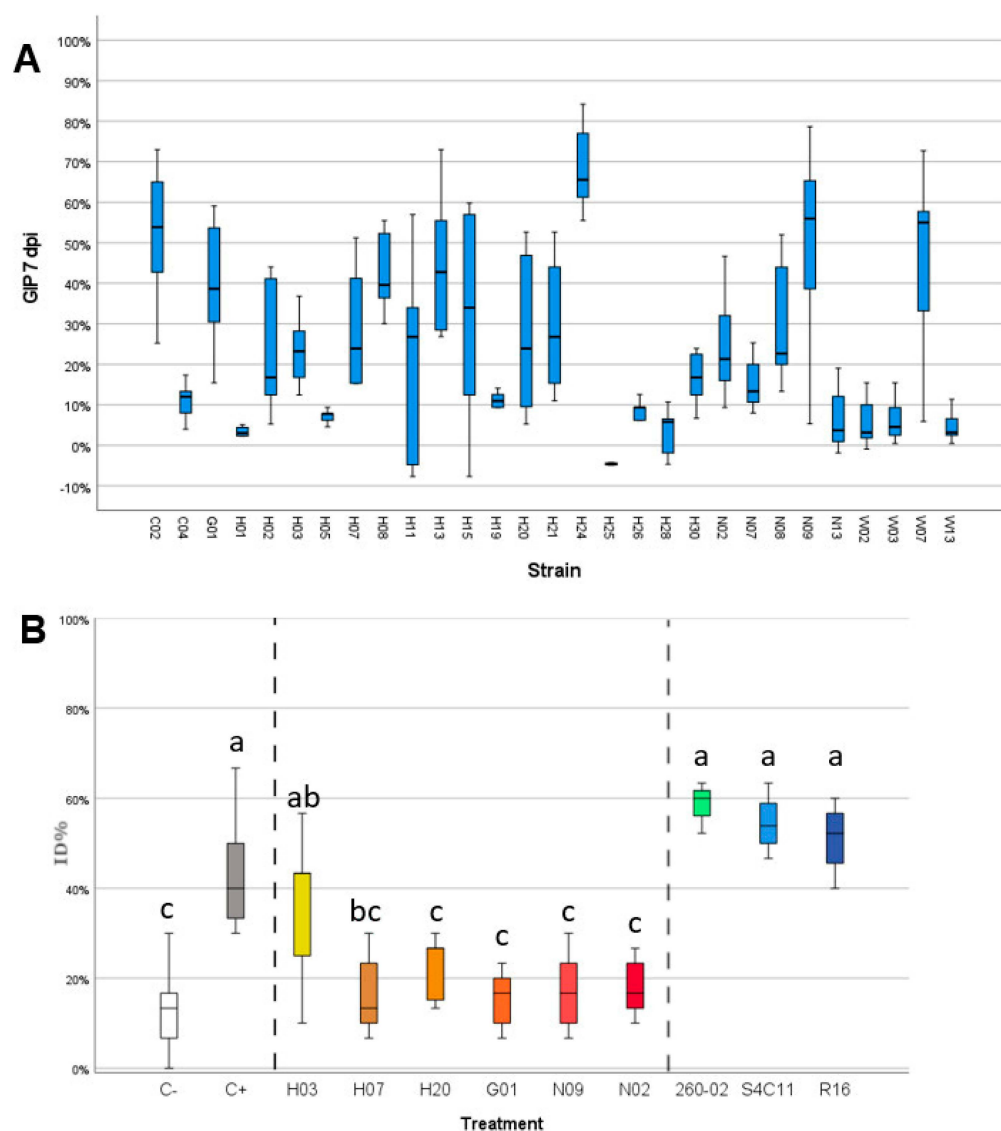 A
100%
90%
80%
70%
60%
50%
40%
30%
20%
10%
0%
-10%
GIP 7 dpi
C02 C04 G01 H01 H02 H03 H05 H07 H08 H11 H13 H15 H19 H20 H21 H24 H25 H26 H28 H30 N02 N07 N08 N09 N13 W02 W03 W07 W13
Strain
B
100%
80%
60%
40%
20%
0%
ID%
c a ab bc c c c c a a a
C- C+ H03 H07 H20 G01 N09 N02 260-02 S4C11 R16
Treatment